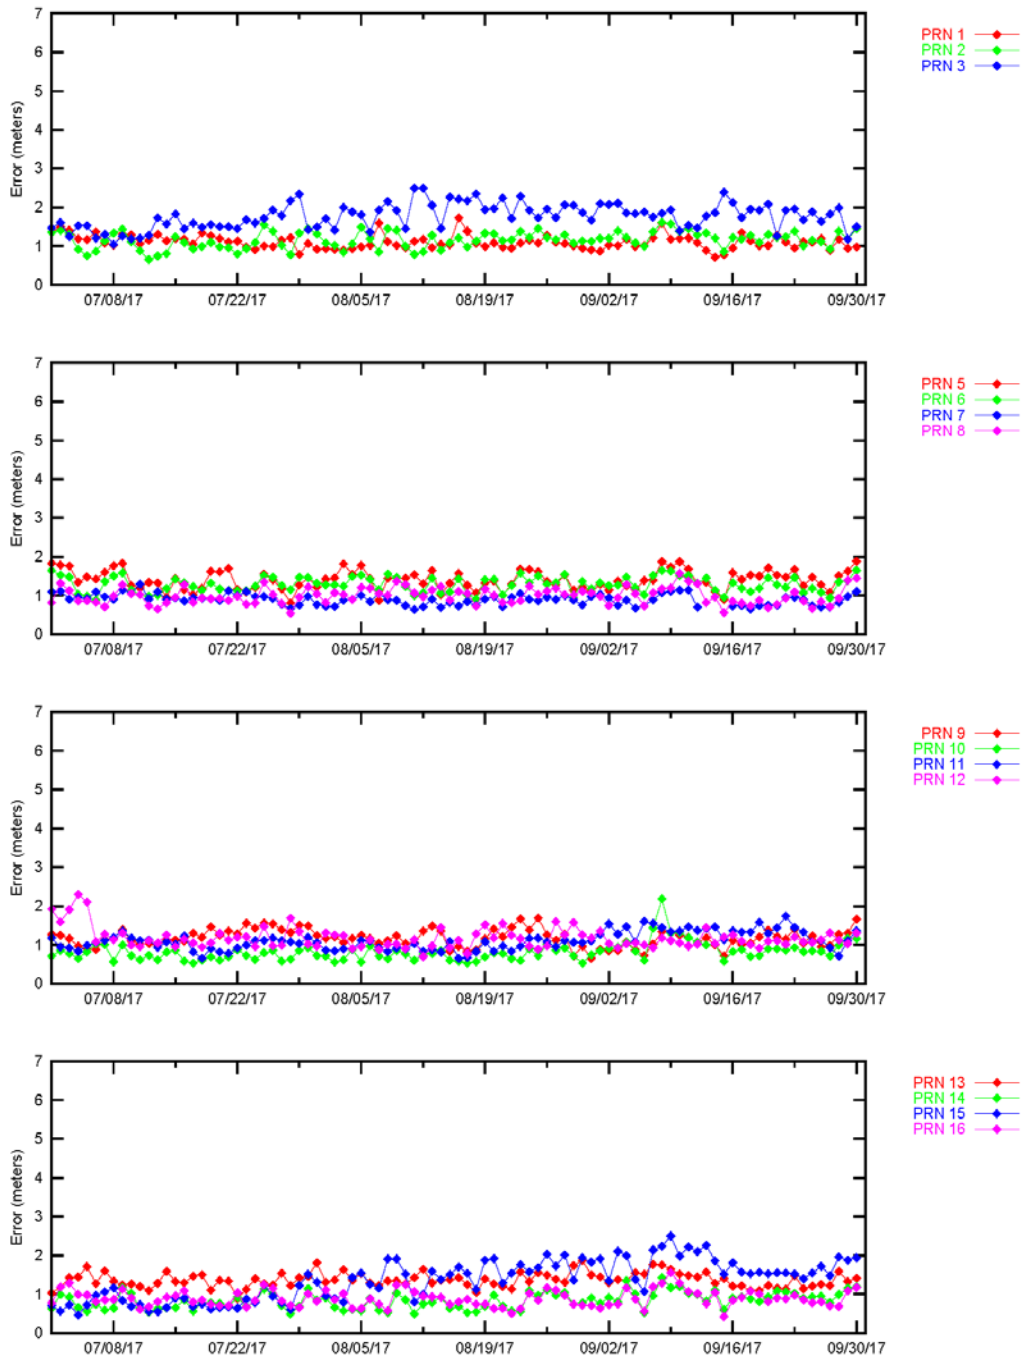 7
6
5
4
3
2
1
0
Error (meters)
07/08/17 07/22/17 08/05/17 08/19/17 09/02/17 09/16/17 09/30/17
PRN 1
PRN 2
PRN 3
7
6
5
4
3
2
1
0
Error (meters)
07/08/17 07/22/17 08/05/17 08/19/17 09/02/17 09/16/17 09/30/17
PRN 5
PRN 6
PRN 7
PRN 8
7
6
5
4
3
2
1
0
Error (meters)
07/08/17 07/22/17 08/05/17 08/19/17 09/02/17 09/16/17 09/30/17
PRN 9
PRN 10
PRN 11
PRN 12
7
6
5
4
3
2
1
0
Error (meters)
07/08/17 07/22/17 08/05/17 08/19/17 09/02/17 09/16/17 09/30/17
PRN 13
PRN 14
PRN 15
PRN 16